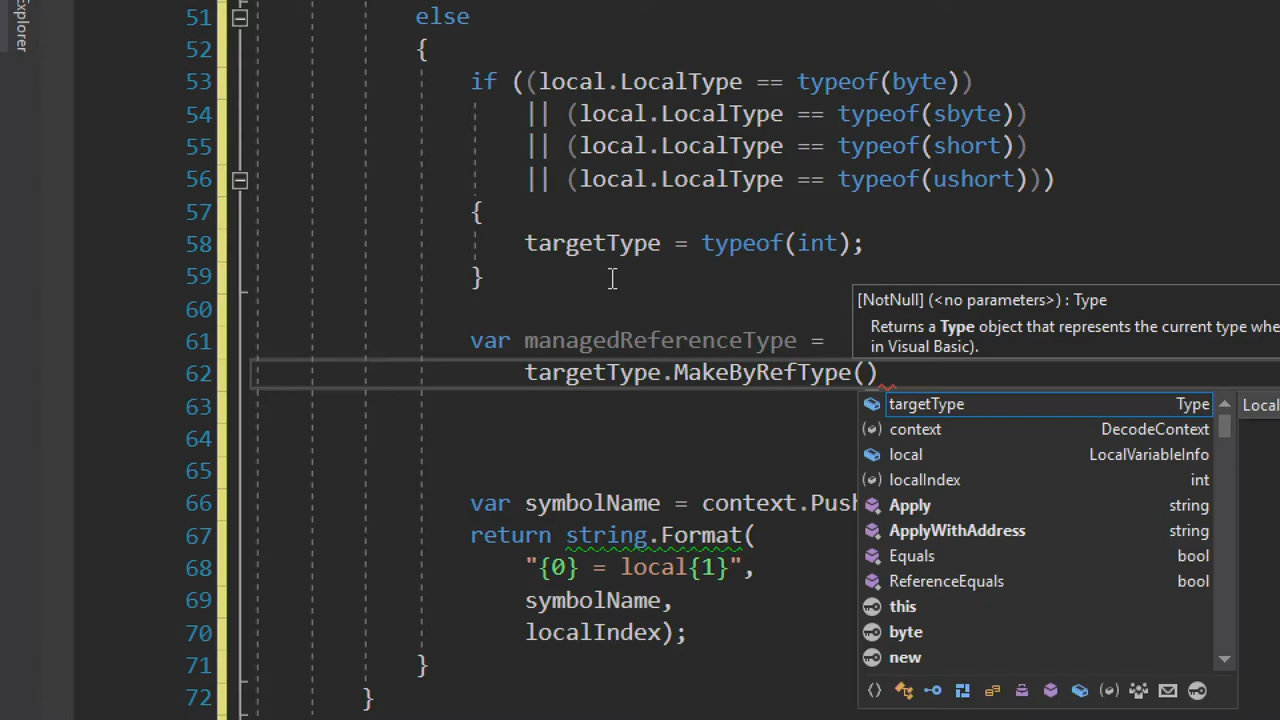 Explorer
51 else
52 {
53 if ((local.LocalType == typeof(byte))
54 || (local.LocalType == typeof(sbyte))
55 || (local.LocalType == typeof(short))
56 || (local.LocalType == typeof(ushort)))
57 {
58 targetType = typeof(int);
59 }
60
[NotNull] (<no parameters>) : Type
Returns a Type object that represents the current type whe
in Visual Basic).
61 var managedReferenceType =
62 targetType.MakeByRefType()
63
targetType Type
Local
context DecodeContext
64
local LocalVariableInfo
65
localIndex int
66 var symbolName = context.Push
Apply string
67 return string.Format(
ApplyWithAddress string
Equals bool
68 "{0} = local{1}",
ReferenceEquals bool
69 symbolName,
this
70 localIndex);
byte
71 }
new
72 }